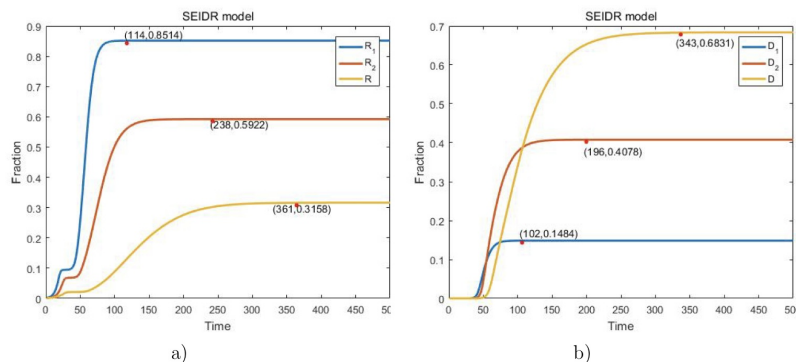 SEIDR model
0.9
0.8
0.7
0.6
0.5
0.4
0.3
0.2
0.1
0
Fraction
(114,0.8514)
(238,0.5922)
(361,0.3158)
R₁
R₂
R
0 50 100 150 200 250 300 350 400 450 500
Time
a)
SEIDR model
0.7
0.6
0.5
0.4
0.3
0.2
0.1
0
Fraction
(343,0.6831)
(196,0.4078)
(102,0.1484)
D₁
D₂
D
0 50 100 150 200 250 300 350 400 450 500
Time
b)